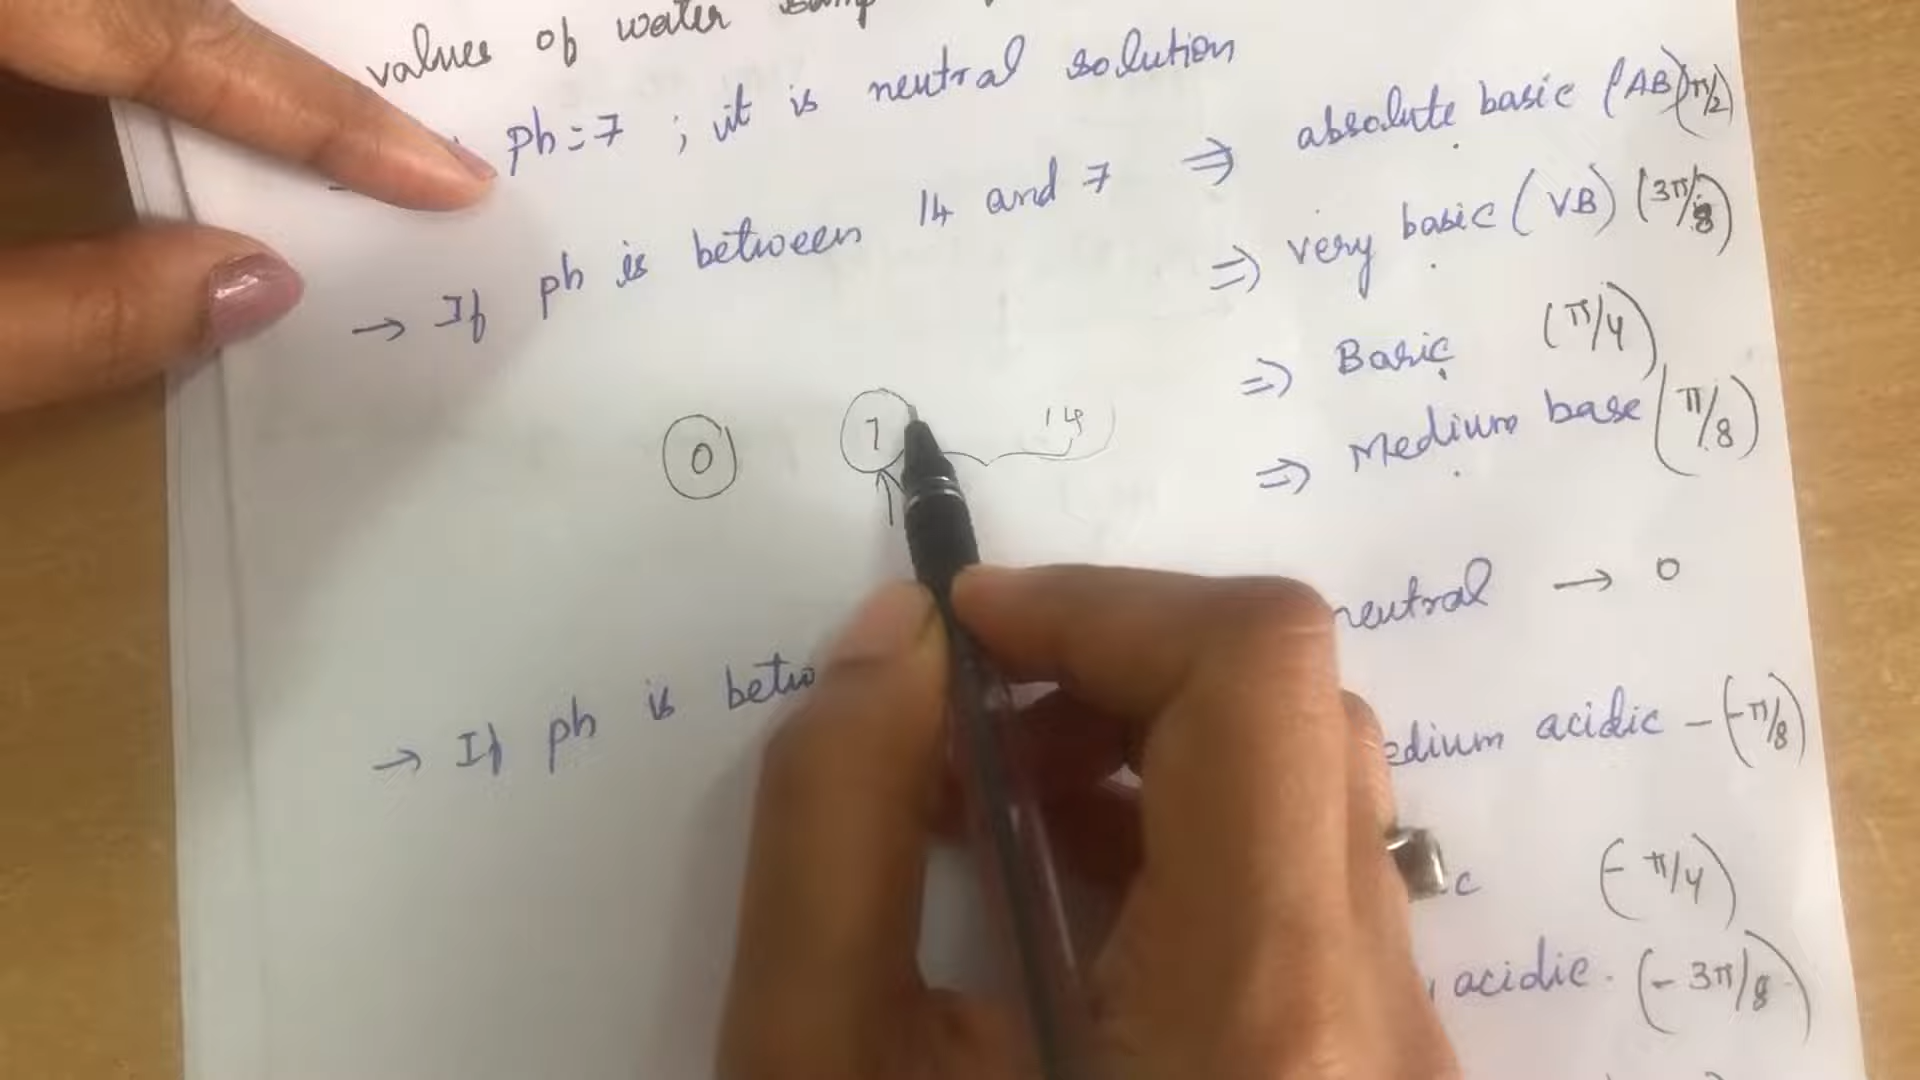 values of water
ph=7 ; it is neutral solution
→ If ph is between 14 and 7 ⇒ absolute basic (AB) (π/2)
⇒ very basic (VB) (3π/8)
⇒ Basic (π/4)
⇒ Medium base (π/8)
0 7 14
neutral → 0
→ If ph is
acidic - (-π/8)
(-π/4)
acidic. (-3π/8)